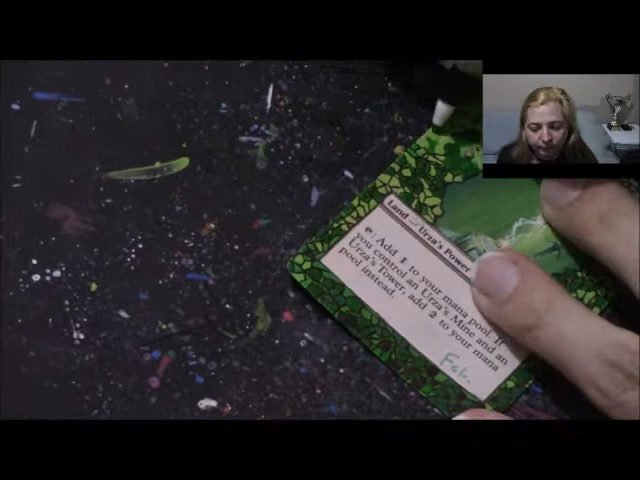 Land — Urza's Power
: Add 1 to your mana pool. If
you control an Urza's Mine and an
Urza's Tower, add 2 to your mana
pool instead.